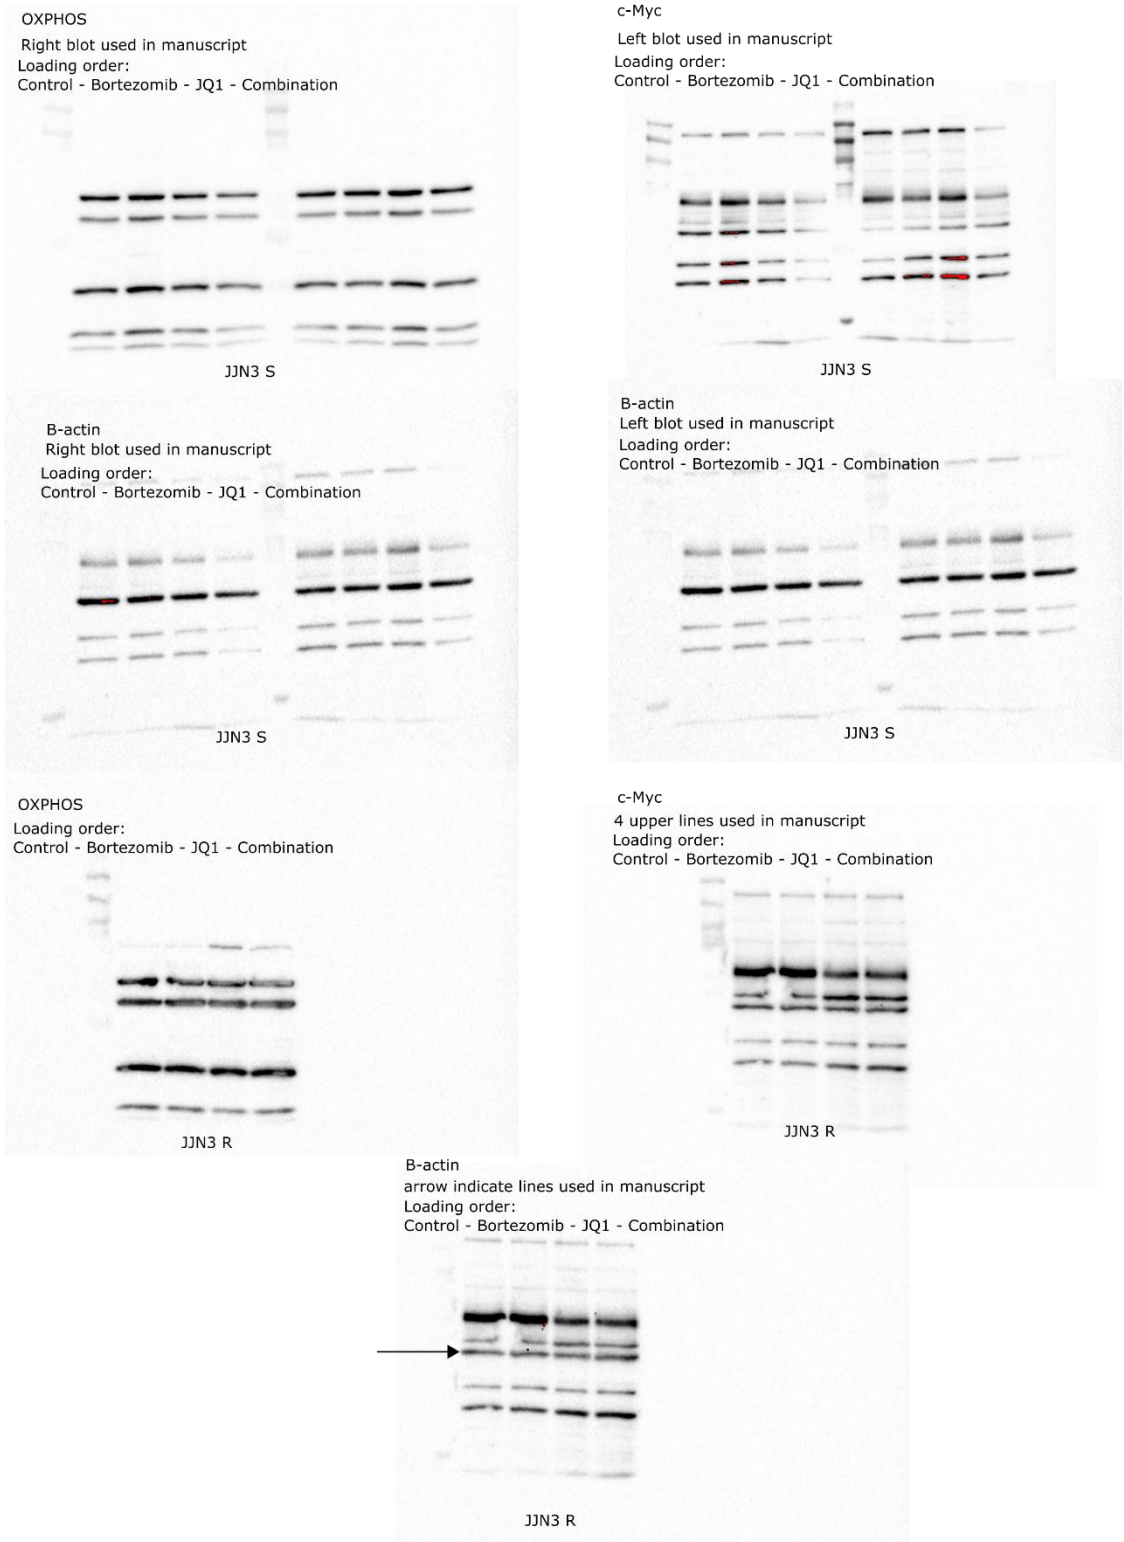 OXPHOS
Right blot used in manuscript
Loading order:
Control - Bortezomib - JQ1 - Combination
JJN3 S
c-Myc
Left blot used in manuscript
Loading order:
Control - Bortezomib - JQ1 - Combination
JJN3 S
B-actin
Right blot used in manuscript
Loading order:
Control - Bortezomib - JQ1 - Combination
JJN3 S
B-actin
Left blot used in manuscript
Loading order:
Control - Bortezomib - JQ1 - Combination
JJN3 S
OXPHOS
Loading order:
Control - Bortezomib - JQ1 - Combination
JJN3 R
c-Myc
4 upper lines used in manuscript
Loading order:
Control - Bortezomib - JQ1 - Combination
JJN3 R
B-actin
arrow indicate lines used in manuscript
Loading order:
Control - Bortezomib - JQ1 - Combination
JJN3 R